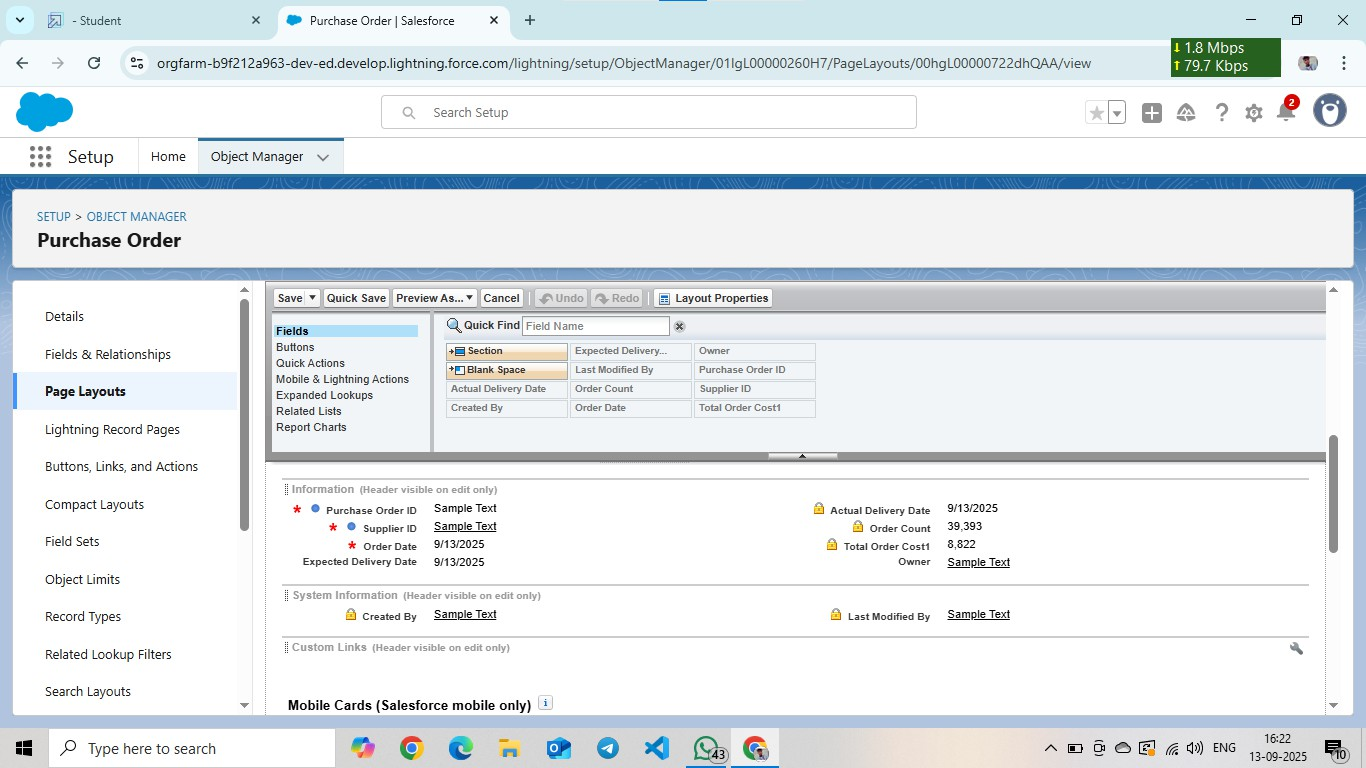 - Student
Purchase Order | Salesforce
orgfarm-b9f212a963-dev-ed.develop.lightning.force.com/lightning/setup/ObjectManager/01IgL00000260H7/PageLayouts/00hgL00000722dhQAA/view
1.8 Mbps
79.7 Kbps
Search Setup
2
Setup
Home
Object Manager
SETUP > OBJECT MANAGER
Purchase Order
Details
Fields & Relationships
Page Layouts
Lightning Record Pages
Buttons, Links, and Actions
Compact Layouts
Field Sets
Object Limits
Record Types
Related Lookup Filters
Search Layouts
Save Quick Save Preview As... Cancel Undo Redo Layout Properties
Fields
Buttons
Quick Actions
Mobile & Lightning Actions
Expanded Lookups
Related Lists
Report Charts
Quick Find Field Name
Section Expected Delivery... Owner
Blank Space Last Modified By Purchase Order ID
Actual Delivery Date Order Count Supplier ID
Created By Order Date Total Order Cost1
Information (Header visible on edit only)
* Purchase Order ID Sample Text Actual Delivery Date 9/13/2025
* Supplier ID Sample Text Order Count 39,393
* Order Date 9/13/2025 Total Order Cost1 8,822
Expected Delivery Date 9/13/2025 Owner Sample Text
System Information (Header visible on edit only)
Created By Sample Text Last Modified By Sample Text
Custom Links (Header visible on edit only)
Mobile Cards (Salesforce mobile only) i
Type here to search
43
ENG
16:22
13-09-2025
10